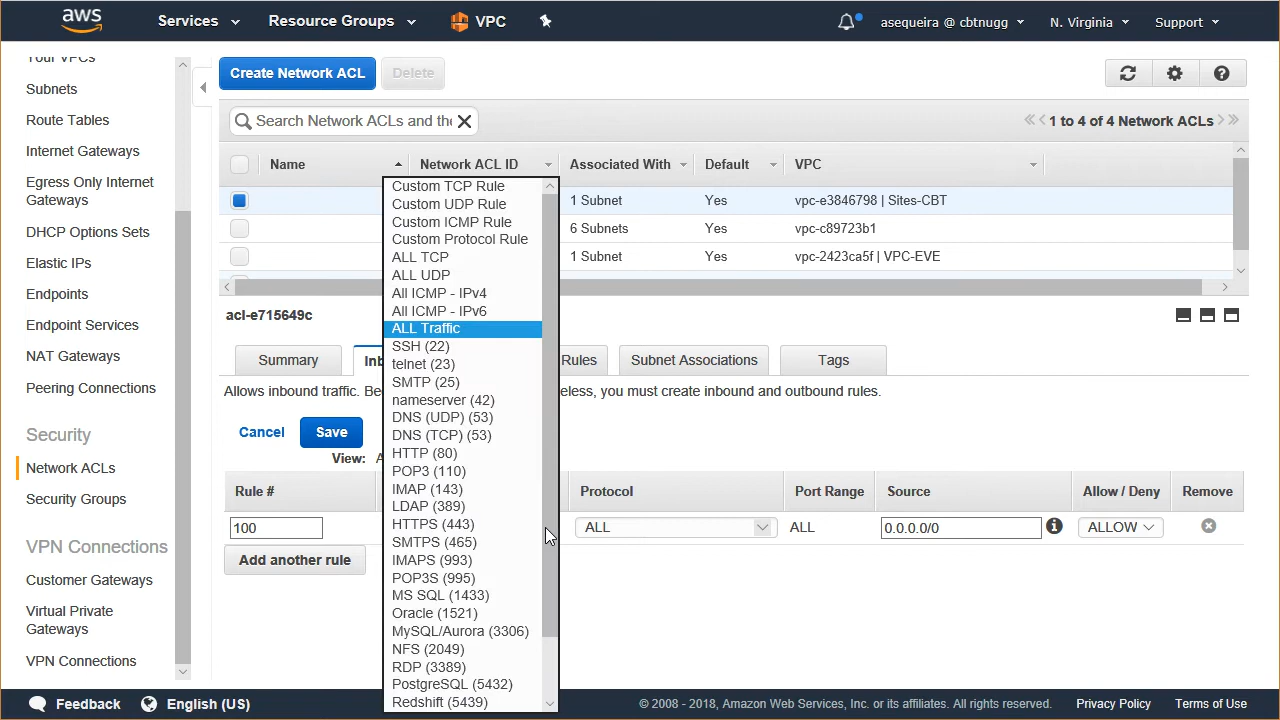 aws
Services
Resource Groups
VPC
asequeira @ cbtnugg
N. Virginia
Support
Your VPCs
Subnets
Route Tables
Internet Gateways
Egress Only Internet
Gateways
DHCP Options Sets
Elastic IPs
Endpoints
Endpoint Services
NAT Gateways
Peering Connections
Security
Network ACLs
Security Groups
VPN Connections
Customer Gateways
Virtual Private
Gateways
VPN Connections
Create Network ACL
Delete
Search Network ACLs and the
1 to 4 of 4 Network ACLs
Name
Network ACL ID
Associated With
Default
VPC
1 Subnet
Yes
vpc-e3846798 | Sites-CBT
6 Subnets
Yes
vpc-c89723b1
1 Subnet
Yes
vpc-2423ca5f | VPC-EVE
acl-e715649c
Summary
Inb
Rules
Subnet Associations
Tags
Allows inbound traffic. Be
eless, you must create inbound and outbound rules.
Cancel
Save
View:
Rule #
Protocol
Port Range
Source
Allow / Deny
Remove
100
ALL
ALL
0.0.0.0/0
ALLOW
Add another rule
Custom TCP Rule
Custom UDP Rule
Custom ICMP Rule
Custom Protocol Rule
ALL TCP
ALL UDP
All ICMP - IPv4
All ICMP - IPv6
ALL Traffic
SSH (22)
telnet (23)
SMTP (25)
nameserver (42)
DNS (UDP) (53)
DNS (TCP) (53)
HTTP (80)
POP3 (110)
IMAP (143)
LDAP (389)
HTTPS (443)
SMTPS (465)
IMAPS (993)
POP3S (995)
MS SQL (1433)
Oracle (1521)
MySQL/Aurora (3306)
NFS (2049)
RDP (3389)
PostgreSQL (5432)
Redshift (5439)
Feedback
English (US)
© 2008 - 2018, Amazon Web Services, Inc. or its affiliates. All rights reserved.
Privacy Policy
Terms of Use